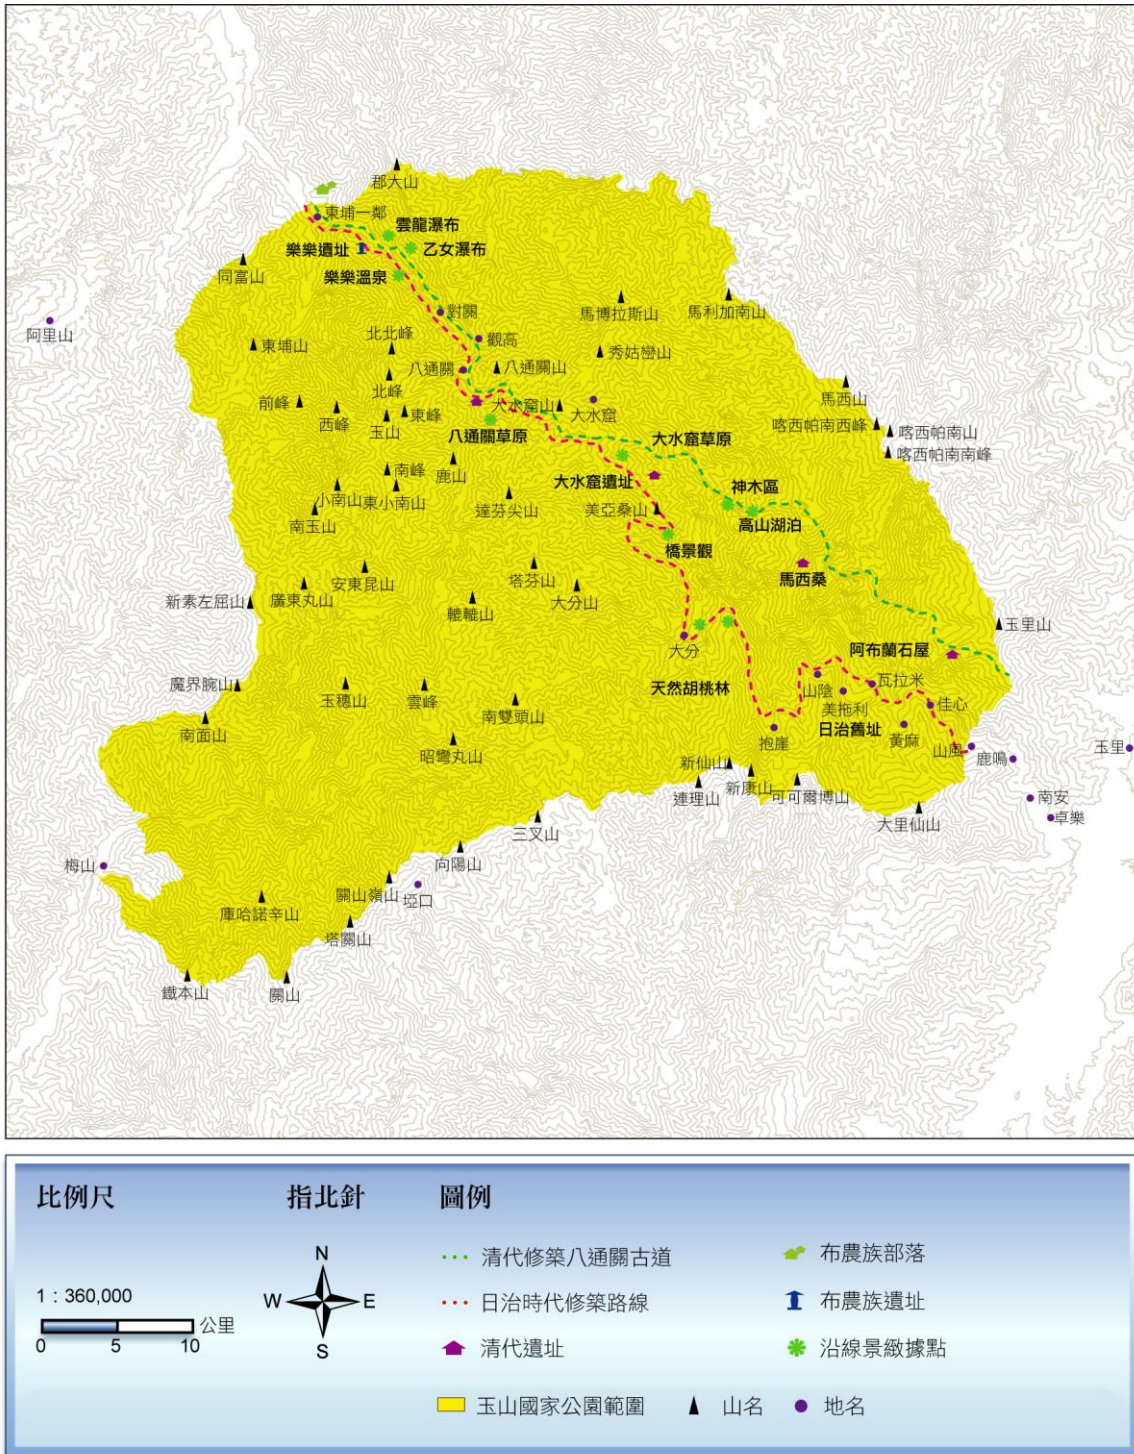 郡大山
東埔一鄰
雲龍瀑布
樂樂遺址
乙女瀑布
同富山
樂樂溫泉
馬博拉斯山
馬利加南山
對關
阿里山
觀高
東埔山
北北峰
秀姑巒山
八通關
八通關山
北峰
馬西山
前峰
西峰
東峰
大水窟山
大水窟
玉山
喀西帕南西峰
喀西帕南山
八通關草原
大水窟草原
喀西帕南南峰
南峰
鹿山
大水窟遺址
神木區
小南山
東小南山
達芬尖山
美亞桑山
高山湖泊
南玉山
橋景觀
安東昆山
塔芬山
馬西桑
新素左屈山
廣東丸山
轆轆山
大分山
玉里山
大分
阿布蘭石屋
魔界腕山
玉穗山
雲峰
南雙頭山
天然胡桃林
山陰
瓦拉米
美拖利
佳心
南面山
日治舊址
黃麻
昭彎丸山
抱崖
山風
鹿鳴
玉里
新仙山
新康山
連理山
可可爾博山
南安
大里仙山
卓樂
三叉山
梅山
向陽山
關山嶺山
埡口
庫哈諾辛山
塔關山
鐵本山
關山
比例尺
指北針
圖例
1：360,000
公里
0 5 10
N
W E
S
清代修築八通關古道
布農族部落
日治時代修築路線
布農族遺址
清代遺址
沿線景緻據點
玉山國家公園範圍
山名
地名